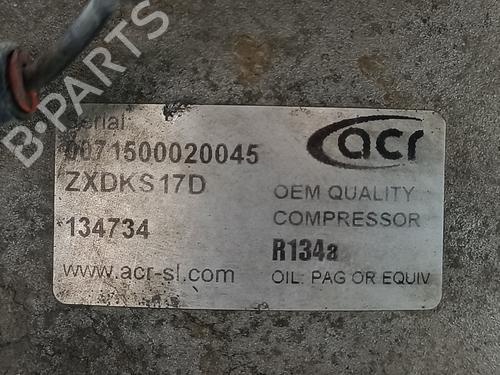 B·PARTS
Serial
0071500020045
ZXDKS17D
134734
www.acr-sl.com
acr
OEM QUALITY
COMPRESSOR
R134a
OIL: PAG OR EQUIV